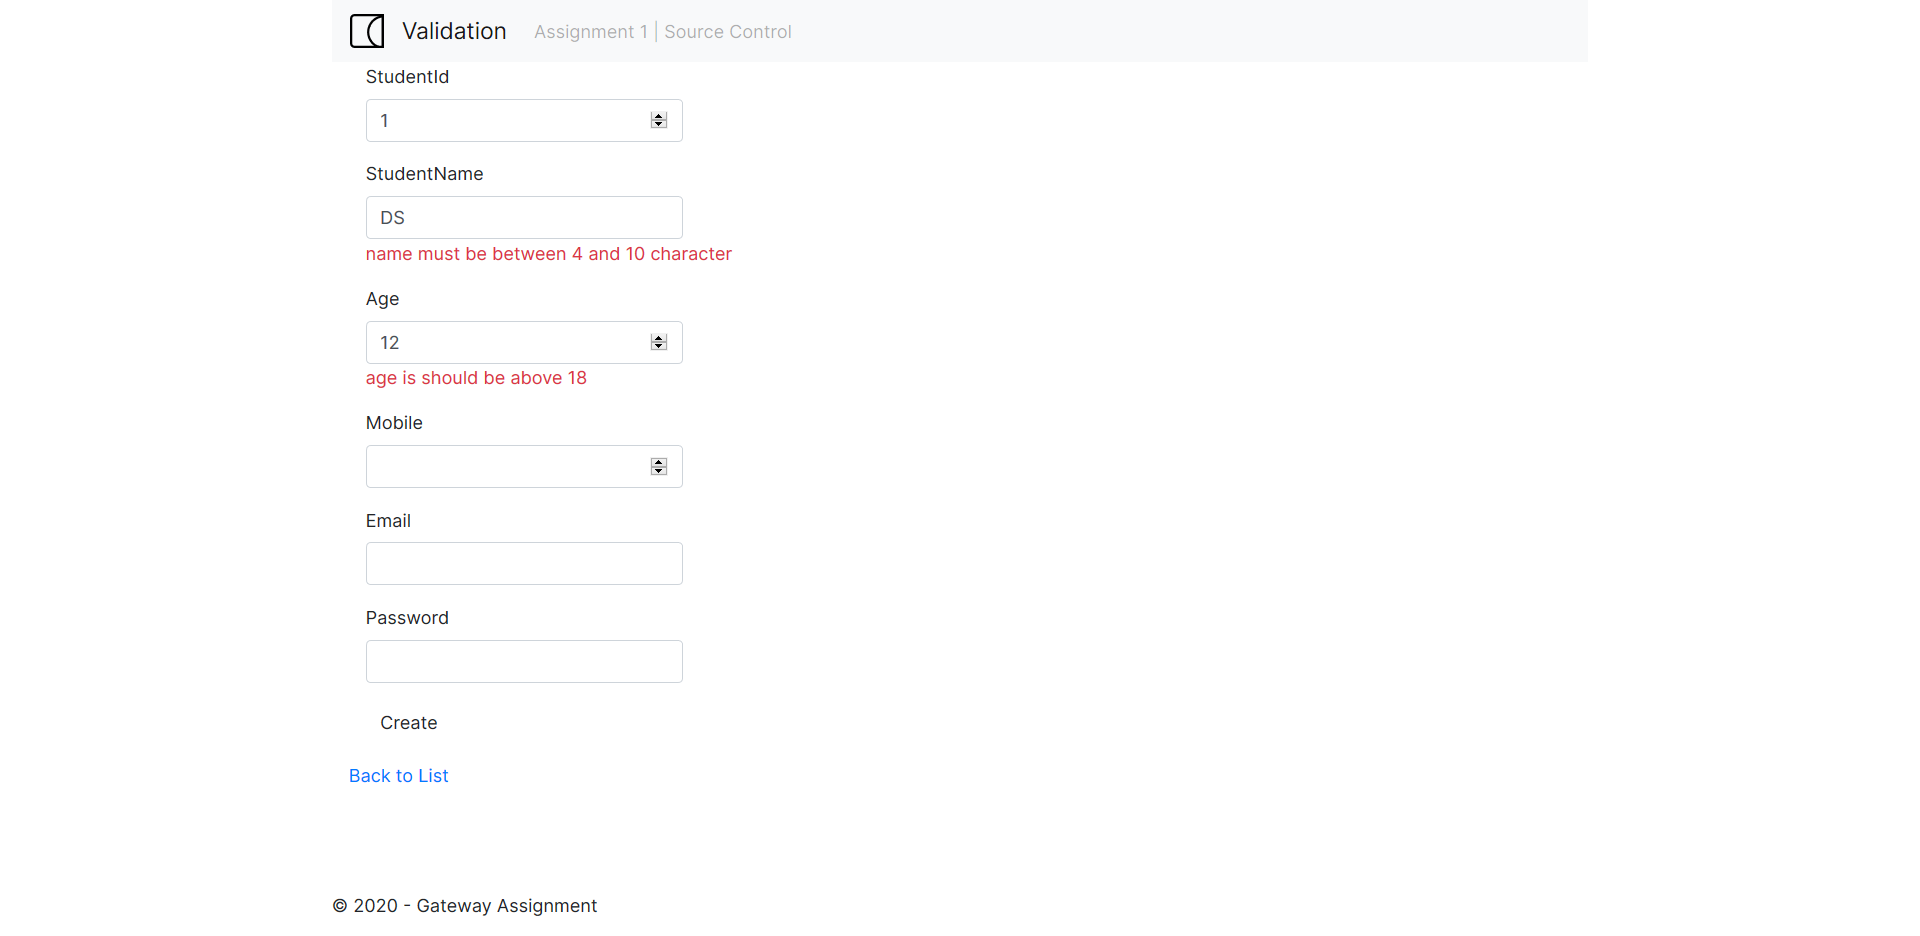 Validation Assignment 1 | Source Control
StudentId
1
StudentName
DS
name must be between 4 and 10 character
Age
12
age is should be above 18
Mobile
Email
Password
Create
Back to List
© 2020 - Gateway Assignment